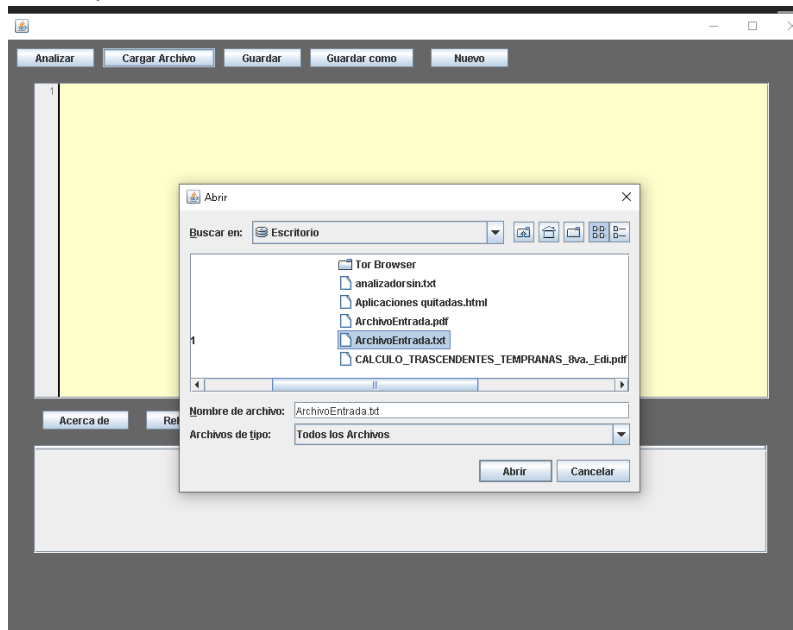 Analizar Cargar Archivo Guardar Guardar como Nuevo
1
Abrir
Buscar en: Escritorio
Tor Browser
analizadorsin.txt
Aplicaciones quitadas.html
ArchivoEntrada.pdf
1 ArchivoEntrada.txt
CALCULO_TRASCENDENTES_TEMPRANAS_8va._Edi.pdf
Nombre de archivo: ArchivoEntrada.txt
Archivos de tipo: Todos los Archivos
Abrir Cancelar
Acerca de